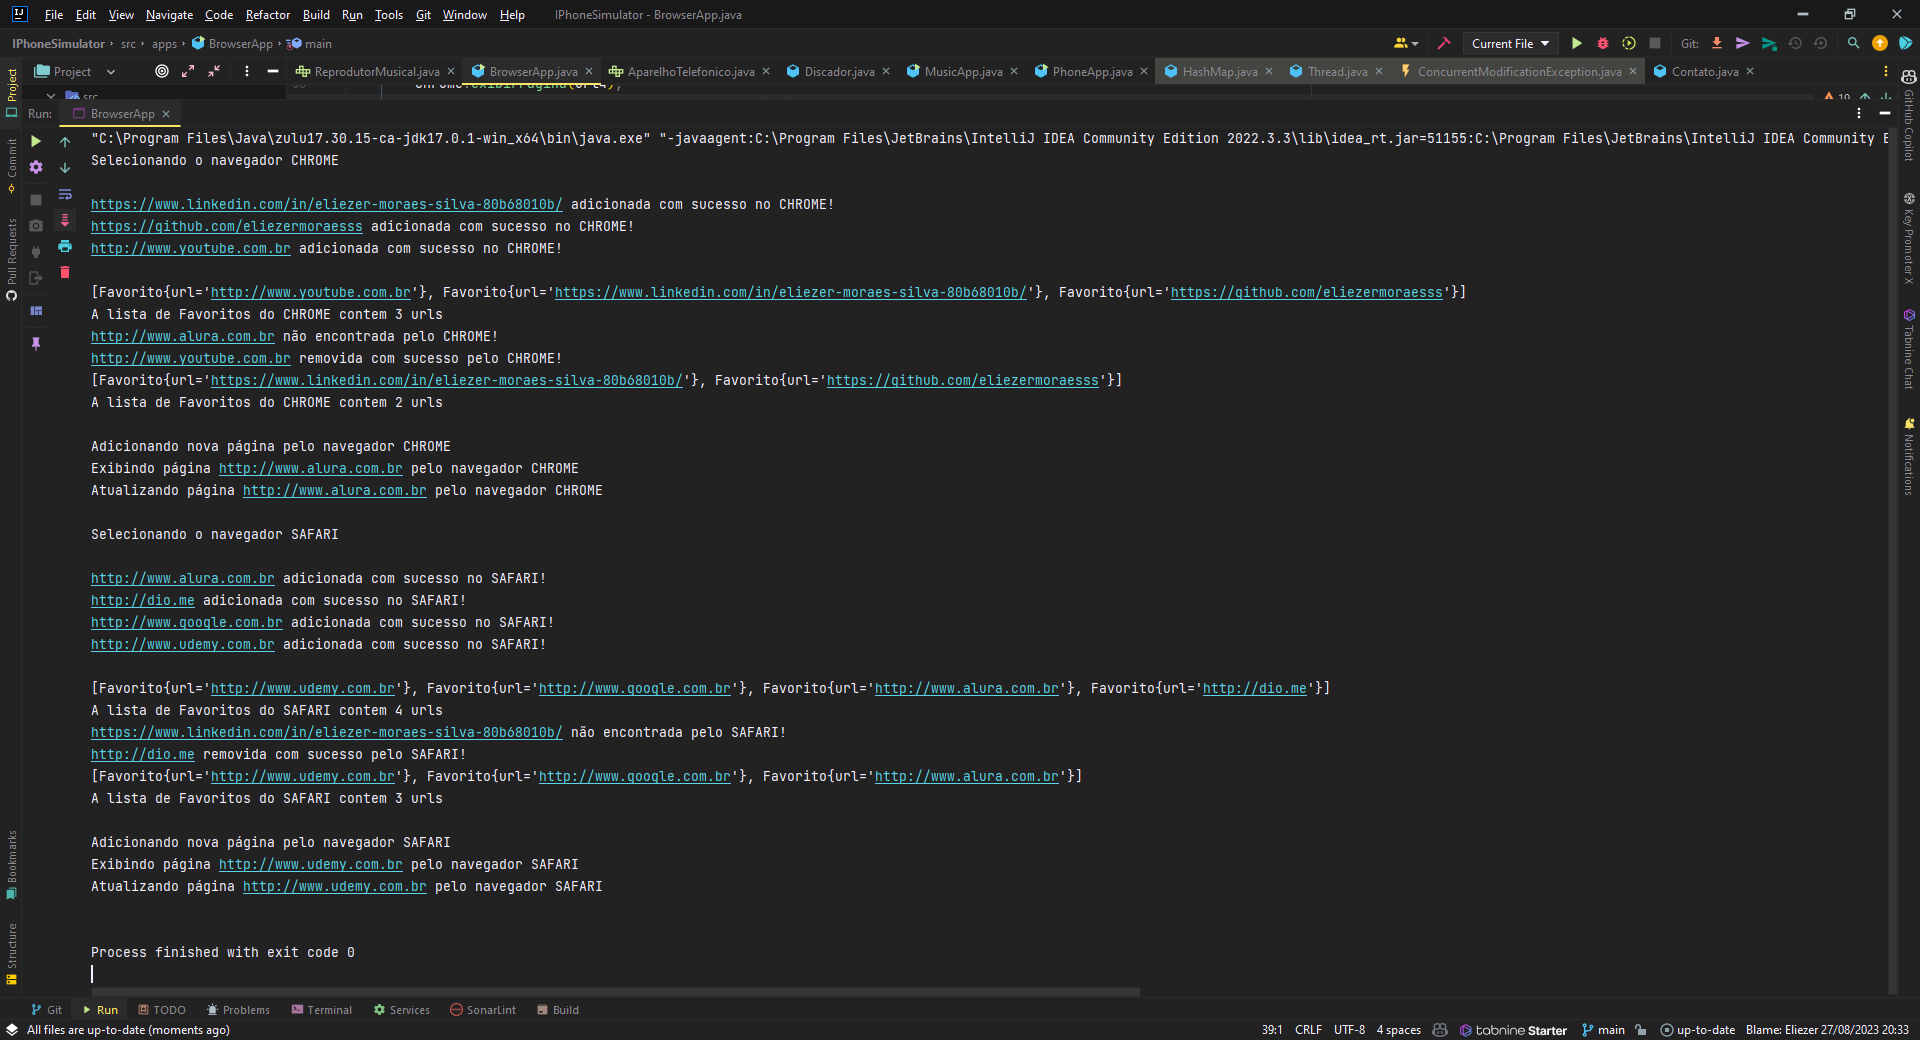 File Edit View Navigate Code Refactor Build Run Tools Git Window Help IPhoneSimulator - BrowserApp.java
IPhoneSimulator src apps BrowserApp main Current File Git:
Project ReprodutorMusical.java BrowserApp.java AparelhoTelefonico.java Discador.java MusicApp.java PhoneApp.java HashMap.java Thread.java ConcurrentModificationException.java Contato.java
src 19
Run: BrowserApp
"C:\Program Files\Java\zulu17.30.15-ca-jdk17.0.1-win_x64\bin\java.exe" "-javaagent:C:\Program Files\JetBrains\IntelliJ IDEA Community Edition 2022.3.3\lib\idea_rt.jar=51155:C:\Program Files\JetBrains\IntelliJ IDEA Community E
Selecionando o navegador CHROME
https://www.linkedin.com/in/eliezer-moraes-silva-80b68010b/ adicionada com sucesso no CHROME!
https://github.com/eliezermoraesss adicionada com sucesso no CHROME!
http://www.youtube.com.br adicionada com sucesso no CHROME!
[Favorito{url='http://www.youtube.com.br'}, Favorito{url='https://www.linkedin.com/in/eliezer-moraes-silva-80b68010b/'}, Favorito{url='https://github.com/eliezermoraesss'}]
A lista de Favoritos do CHROME contem 3 urls
http://www.alura.com.br não encontrada pelo CHROME!
http://www.youtube.com.br removida com sucesso pelo CHROME!
[Favorito{url='https://www.linkedin.com/in/eliezer-moraes-silva-80b68010b/'}, Favorito{url='https://github.com/eliezermoraesss'}]
A lista de Favoritos do CHROME contem 2 urls
Adicionando nova página pelo navegador CHROME
Exibindo página http://www.alura.com.br pelo navegador CHROME
Atualizando página http://www.alura.com.br pelo navegador CHROME
Selecionando o navegador SAFARI
http://www.alura.com.br adicionada com sucesso no SAFARI!
http://dio.me adicionada com sucesso no SAFARI!
http://www.google.com.br adicionada com sucesso no SAFARI!
http://www.udemy.com.br adicionada com sucesso no SAFARI!
[Favorito{url='http://www.udemy.com.br'}, Favorito{url='http://www.google.com.br'}, Favorito{url='http://www.alura.com.br'}, Favorito{url='http://dio.me'}]
A lista de Favoritos do SAFARI contem 4 urls
https://www.linkedin.com/in/eliezer-moraes-silva-80b68010b/ não encontrada pelo SAFARI!
http://dio.me removida com sucesso pelo SAFARI!
[Favorito{url='http://www.udemy.com.br'}, Favorito{url='http://www.google.com.br'}, Favorito{url='http://www.alura.com.br'}]
A lista de Favoritos do SAFARI contem 3 urls
Adicionando nova página pelo navegador SAFARI
Exibindo página http://www.udemy.com.br pelo navegador SAFARI
Atualizando página http://www.udemy.com.br pelo navegador SAFARI
Process finished with exit code 0
Project
Commit
Pull Requests
Bookmarks
Structure
GitHub Copilot
Key Promoter X
Tabnine Chat
Notifications
Git Run TODO Problems Terminal Services SonarLint Build
All files are up-to-date (moments ago) 39:1 CRLF UTF-8 4 spaces tabnine Starter main up-to-date Blame: Eliezer 27/08/2023 20:33